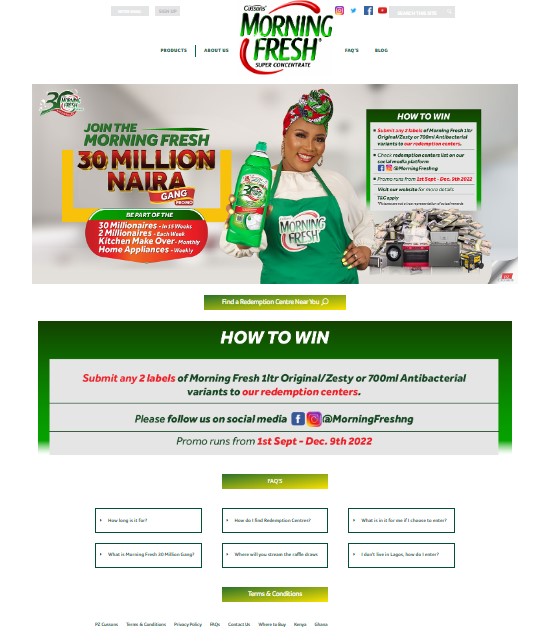 SIGN UP
Cussons
MORNING
FRESH
SUPER CONCENTRATE
PRODUCTS
ABOUT US
FAQ'S
BLOG
30
MORNING
FRESH
JOIN THE
MORNING FRESH
30 MILLION
NAIRA
GANG
PROMO
BE PART OF THE
30 Millionaires - in 15 Weeks
2 Millionaires - Each Week
Kitchen Make Over - Monthly
Home Appliances - Weekly
MORNING
FRESH
HOW TO WIN
Submit any 2 labels of Morning Fresh 1ltr
Original/Zesty or 700ml Antibacterial
variants to our redemption centres.
Check redemption centers list on our
social media platform
@MorningFreshng
Promo runs from 1st Sept - Dec. 9th 2022
Visit our website for more details
T&C apply
Find a Redemption Centre Near You
HOW TO WIN
Submit any 2 labels of Morning Fresh 1ltr Original/Zesty or 700ml Antibacterial
variants to our redemption centers.
Please follow us on social media @MorningFreshng
Promo runs from 1st Sept - Dec. 9th 2022
FAQ'S
How long is it for?
How do I find Redemption Centers?
What is in it for me if I choose to enter?
What is Morning Fresh 30 Million Gang?
Where will you stream the raffle draws
I don't live in Lagos, how do I enter?
Terms & Conditions
PZ Cussons
Terms & Conditions
Privacy Policy
FAQs
Contact Us
Where to Buy
Kenya
Ghana